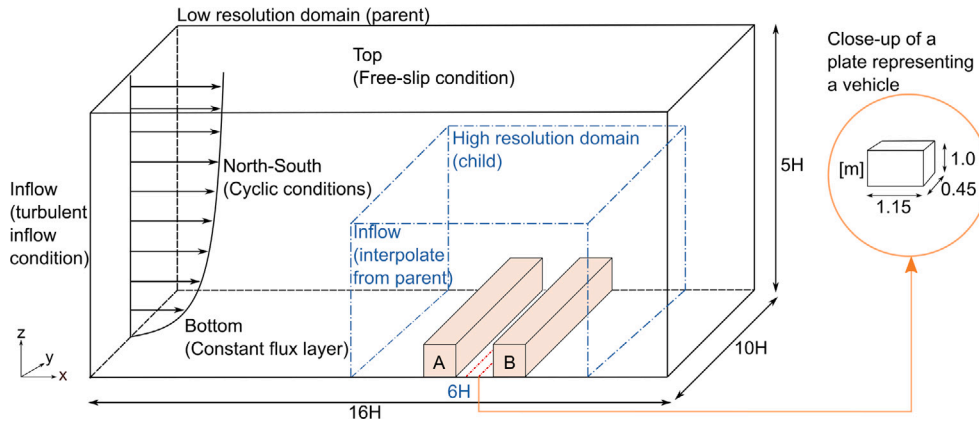 Low resolution domain (parent)
Top
(Free-slip condition)
High resolution domain
(child)
North-South
(Cyclic conditions)
Inflow
(turbulent
inflow
condition)
Inflow
(interpolate
from parent)
Bottom
(Constant flux layer)
z
y
x
A
B
6H
16H
10H
5H
Close-up of a
plate representing
a vehicle
[m]
1.0
0.45
1.15